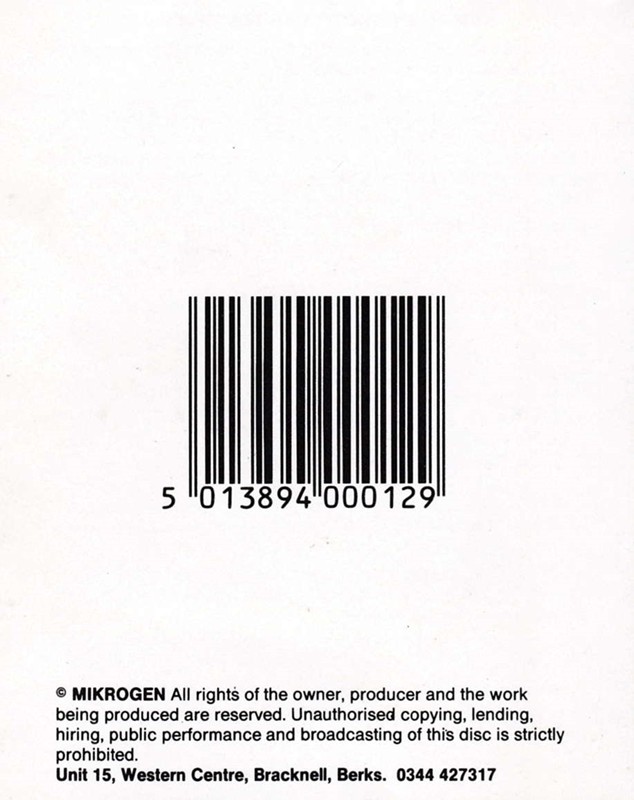 5 013894 000129
© MIKROGEN All rights of the owner, producer and the work
being produced are reserved. Unauthorised copying, lending,
hiring, public performance and broadcasting of this disc is strictly
prohibited.
Unit 15, Western Centre, Bracknell, Berks. 0344 427317